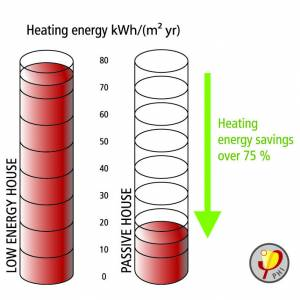 Heating energy kWh/(m² yr)
LOW ENERGY HOUSE
80
70
60
50
40
30
20
10
0
PASSIVE HOUSE
Heating
energy savings
over 75 %
PHI